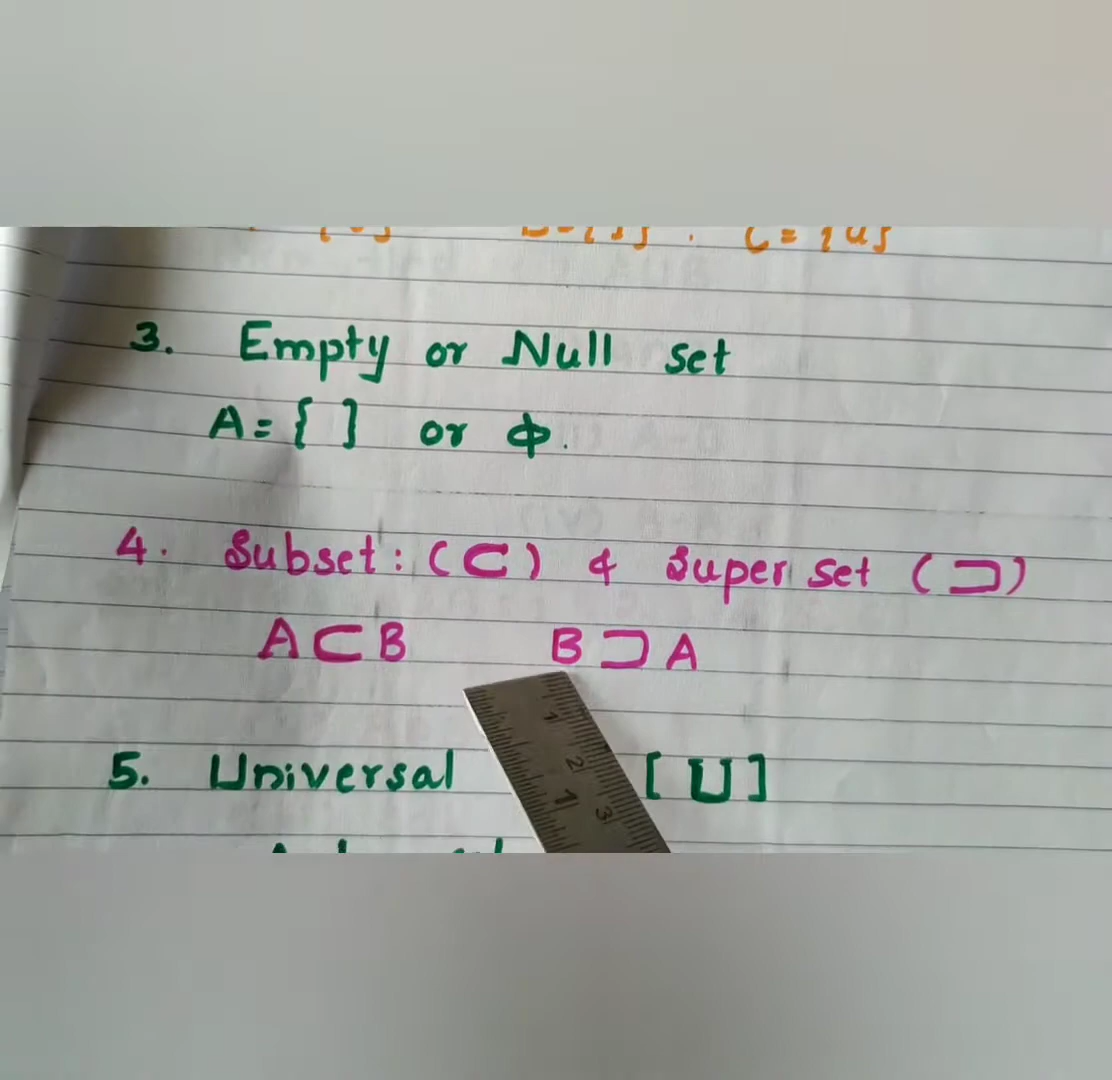 C = {u}
3. Empty or Null set
A = { } or ф.
4. Subset: (⊂) & Super set (⊃)
A⊂B B⊃A
5. Universal [U]